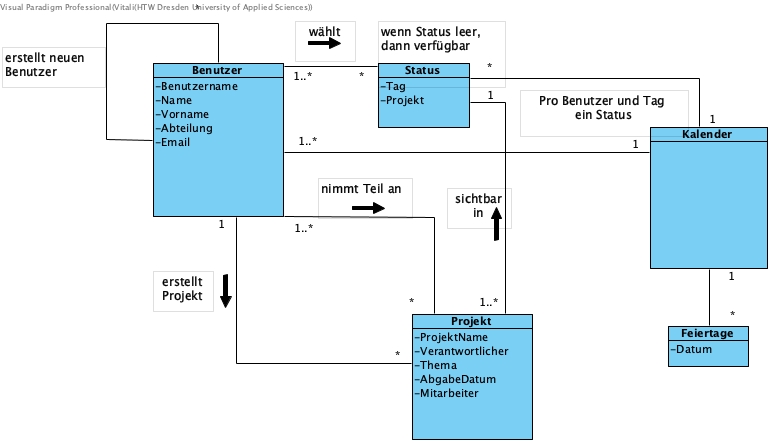 Visual Paradigm Professional(Vitali(HTW Dresden University of Applied Sciences))
wählt
wenn Status leer,
dann verfügbar
erstellt neuen
Benutzer
Benutzer
-Benutzername
-Name
-Vorname
-Abteilung
-Email
1..*
*
Status
-Tag
-Projekt
*
1
Pro Benutzer und Tag
ein Status
1
Kalender
1..*
1
nimmt Teil an
1..*
*
sichtbar
in
1..*
1
erstellt
Projekt
*
Projekt
-ProjektName
-Verantwortlicher
-Thema
-AbgabeDatum
-Mitarbeiter
1
*
Feiertage
-Datum